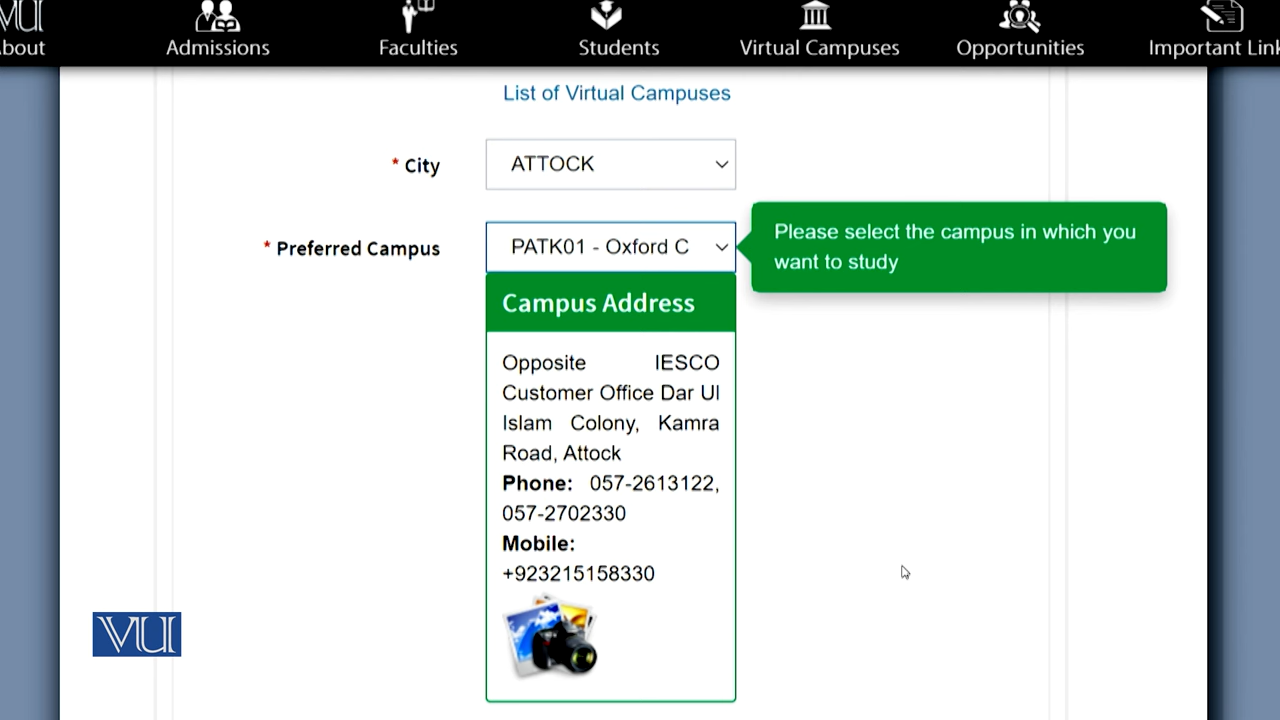 VU
About
Admissions
Faculties
Students
Virtual Campuses
Opportunities
Important Link
List of Virtual Campuses
* City
ATTOCK
* Preferred Campus
PATK01 - Oxford C
Please select the campus in which you
want to study
Campus Address
Opposite IESCO
Customer Office Dar Ul
Islam Colony, Kamra
Road, Attock
Phone: 057-2613122,
057-2702330
Mobile:
+923215158330
VU